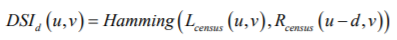 DSI_d (u,v) = Hamming(L_census (u,v), R_census (u−d,v))